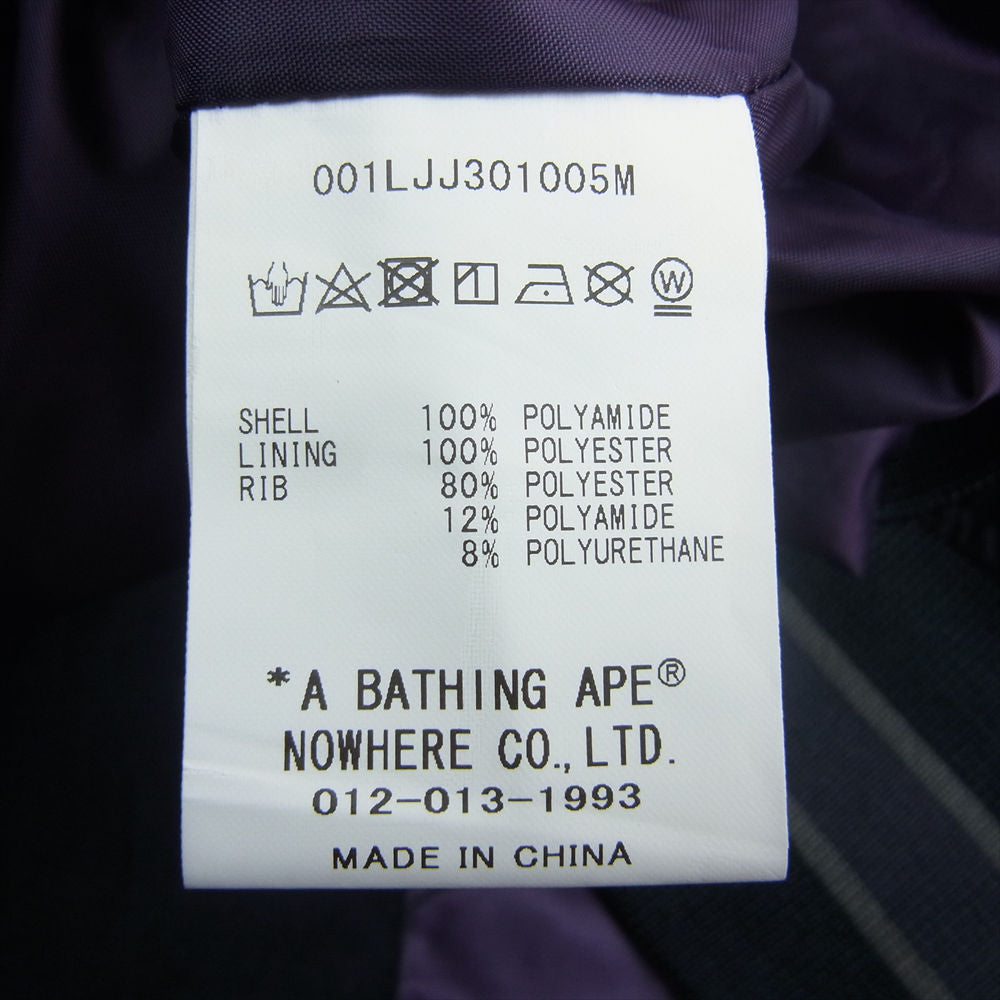 001LJJ301005M
W
SHELL 100% POLYAMIDE
LINING 100% POLYESTER
RIB 80% POLYESTER
12% POLYAMIDE
8% POLYURETHANE
*A BATHING APE®
NOWHERE CO., LTD.
012-013-1993
MADE IN CHINA